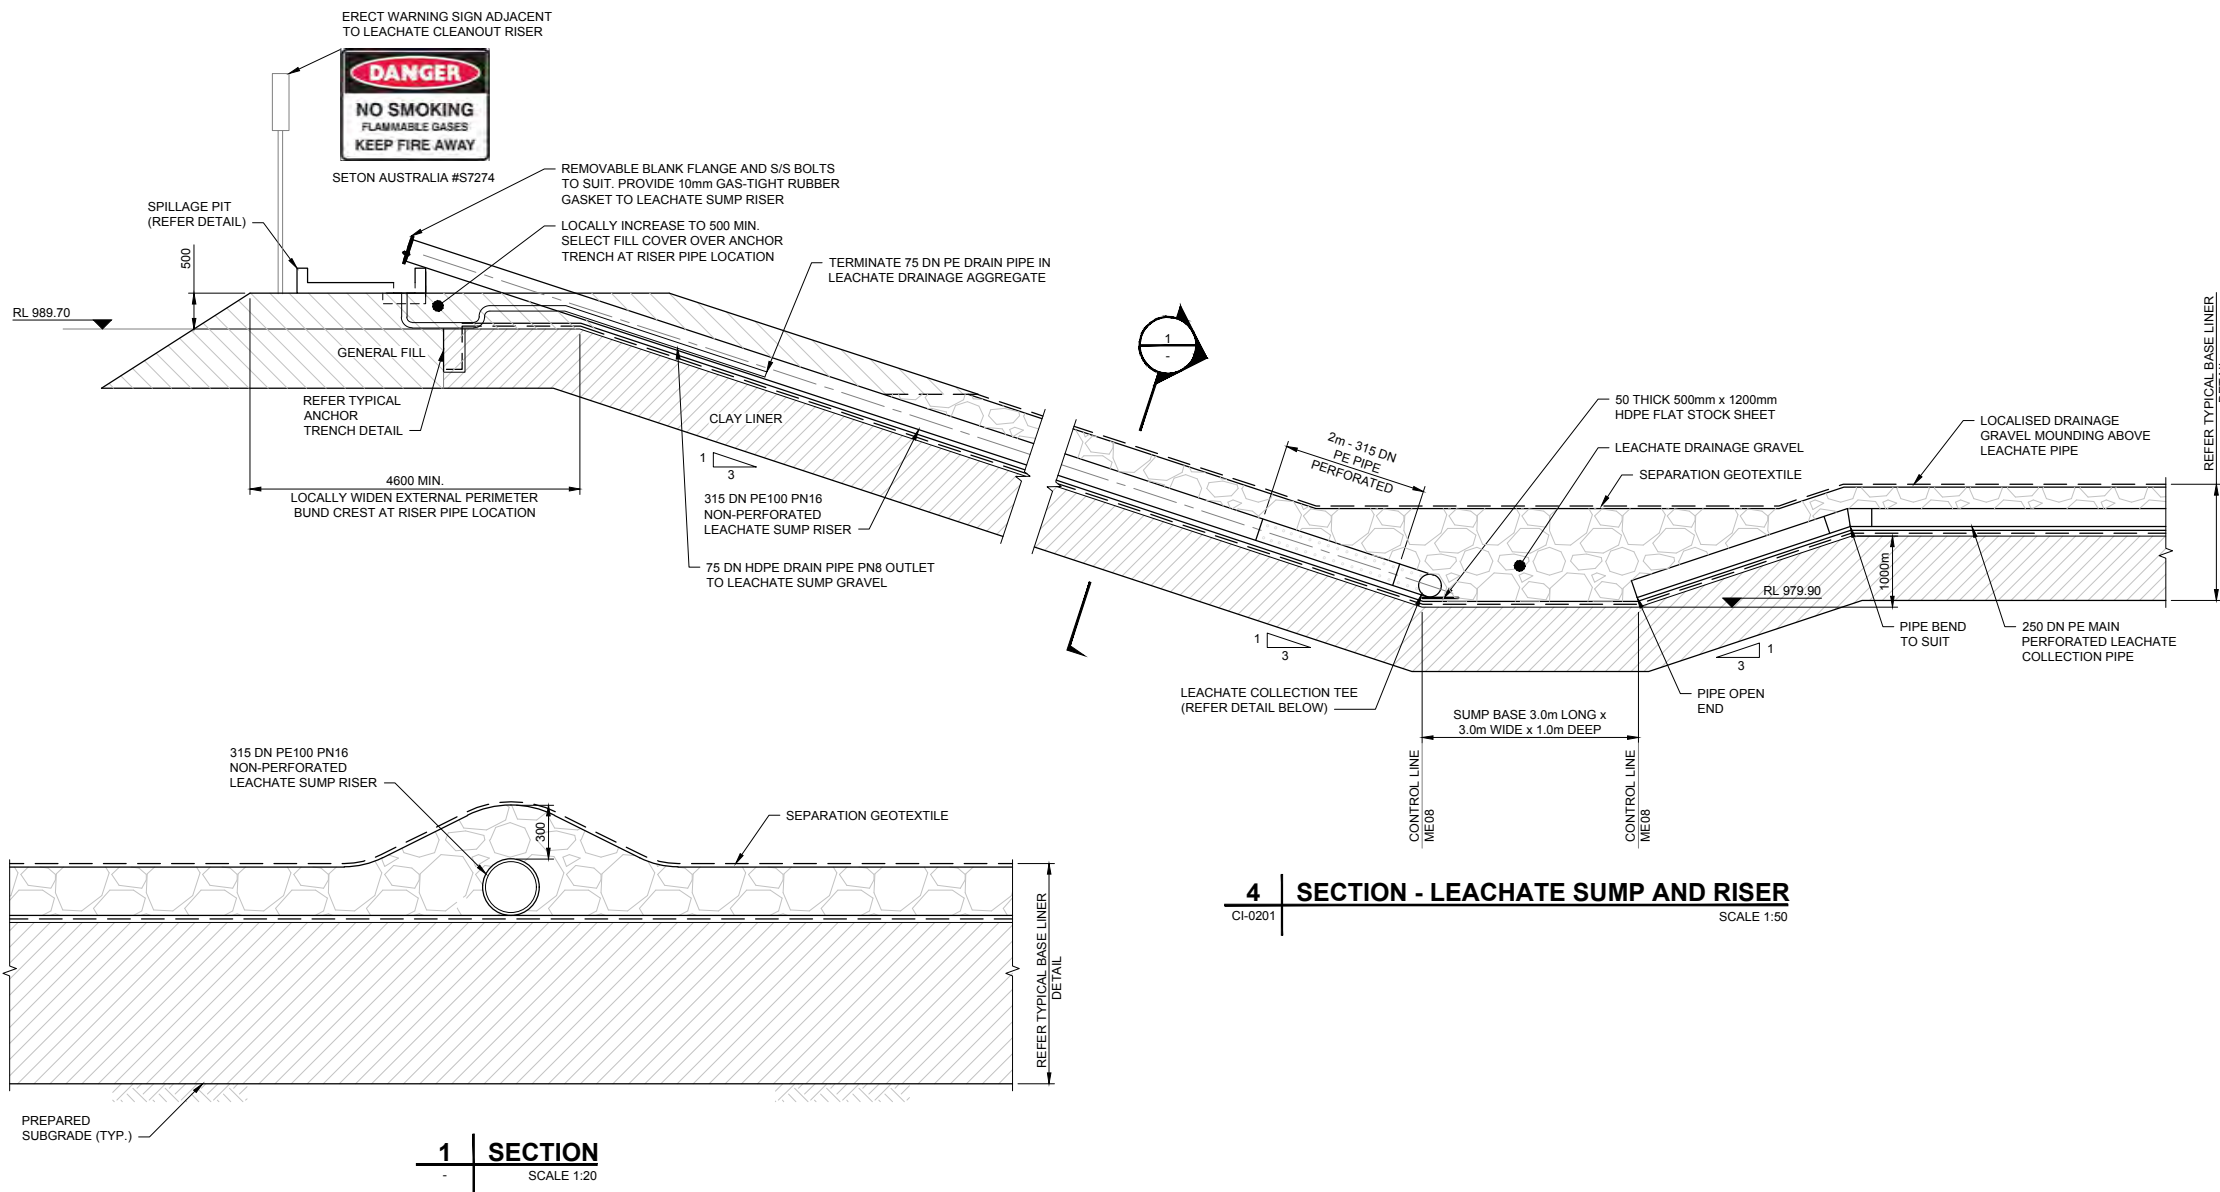 ERECT WARNING SIGN ADJACENT
TO LEACHATE CLEANOUT RISER
DANGER
NO SMOKING
FLAMMABLE GASES
KEEP FIRE AWAY
SETON AUSTRALIA #S7274
SPILLAGE PIT
(REFER DETAIL)
500
RL 989.70
REMOVABLE BLANK FLANGE AND S/S BOLTS
TO SUIT. PROVIDE 10mm GAS-TIGHT RUBBER
GASKET TO LEACHATE SUMP RISER
LOCALLY INCREASE TO 500 MIN.
SELECT FILL COVER OVER ANCHOR
TRENCH AT RISER PIPE LOCATION
TERMINATE 75 DN PE DRAIN PIPE IN
LEACHATE DRAINAGE AGGREGATE
GENERAL FILL
REFER TYPICAL
ANCHOR
TRENCH DETAIL
CLAY LINER
4600 MIN.
LOCALLY WIDEN EXTERNAL PERIMETER
BUND CREST AT RISER PIPE LOCATION
1
3
315 DN PE100 PN16
NON-PERFORATED
LEACHATE SUMP RISER
75 DN HDPE DRAIN PIPE PN8 OUTLET
TO LEACHATE SUMP GRAVEL
1
-
2m - 315 DN
PE PIPE
PERFORATED
50 THICK 500mm x 1200mm
HDPE FLAT STOCK SHEET
LEACHATE DRAINAGE GRAVEL
SEPARATION GEOTEXTILE
LOCALISED DRAINAGE
GRAVEL MOUNDING ABOVE
LEACHATE PIPE
REFER TYPICAL BASE LINER
1000m
RL 979.90
PIPE BEND
TO SUIT
250 DN PE MAIN
PERFORATED LEACHATE
COLLECTION PIPE
1
3
1
3
LEACHATE COLLECTION TEE
(REFER DETAIL BELOW)
PIPE OPEN
END
SUMP BASE 3.0m LONG x
3.0m WIDE x 1.0m DEEP
CONTROL LINE
ME08
CONTROL LINE
ME08
4 SECTION - LEACHATE SUMP AND RISER
CI-0201 SCALE 1:50
315 DN PE100 PN16
NON-PERFORATED
LEACHATE SUMP RISER
300
SEPARATION GEOTEXTILE
REFER TYPICAL BASE LINER
DETAIL
PREPARED
SUBGRADE (TYP.)
1 SECTION
- SCALE 1:20